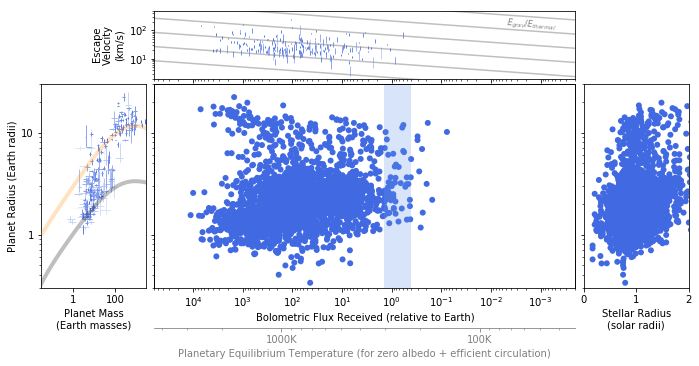 Escape
Velocity
(km/s)
10²
10¹
E_grav/E_thermal
Planet Radius (Earth radii)
10
1
1 100
Planet Mass
(Earth masses)
10⁴ 10³ 10² 10¹ 10⁰ 10⁻¹ 10⁻² 10⁻³
Bolometric Flux Received (relative to Earth)
0 1 2
Stellar Radius
(solar radii)
1000K 100K
Planetary Equilibrium Temperature (for zero albedo + efficient circulation)